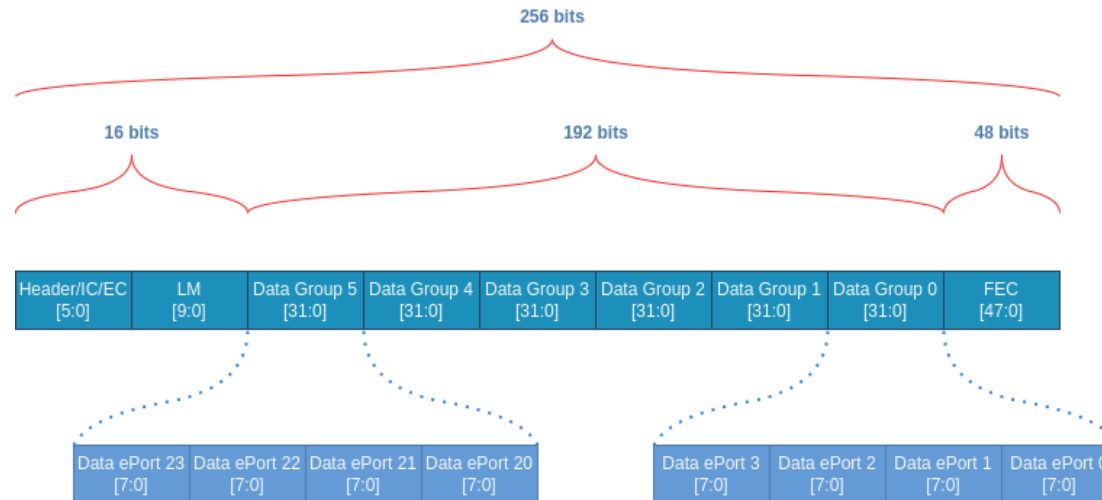 256 bits
16 bits
192 bits
48 bits
Header/IC/EC
[5:0]
LM
[9:0]
Data Group 5
[31:0]
Data Group 4
[31:0]
Data Group 3
[31:0]
Data Group 2
[31:0]
Data Group 1
[31:0]
Data Group 0
[31:0]
FEC
[47:0]
Data ePort 23
[7:0]
Data ePort 22
[7:0]
Data ePort 21
[7:0]
Data ePort 20
[7:0]
Data ePort 3
[7:0]
Data ePort 2
[7:0]
Data ePort 1
[7:0]
Data ePort 0
[7:0]